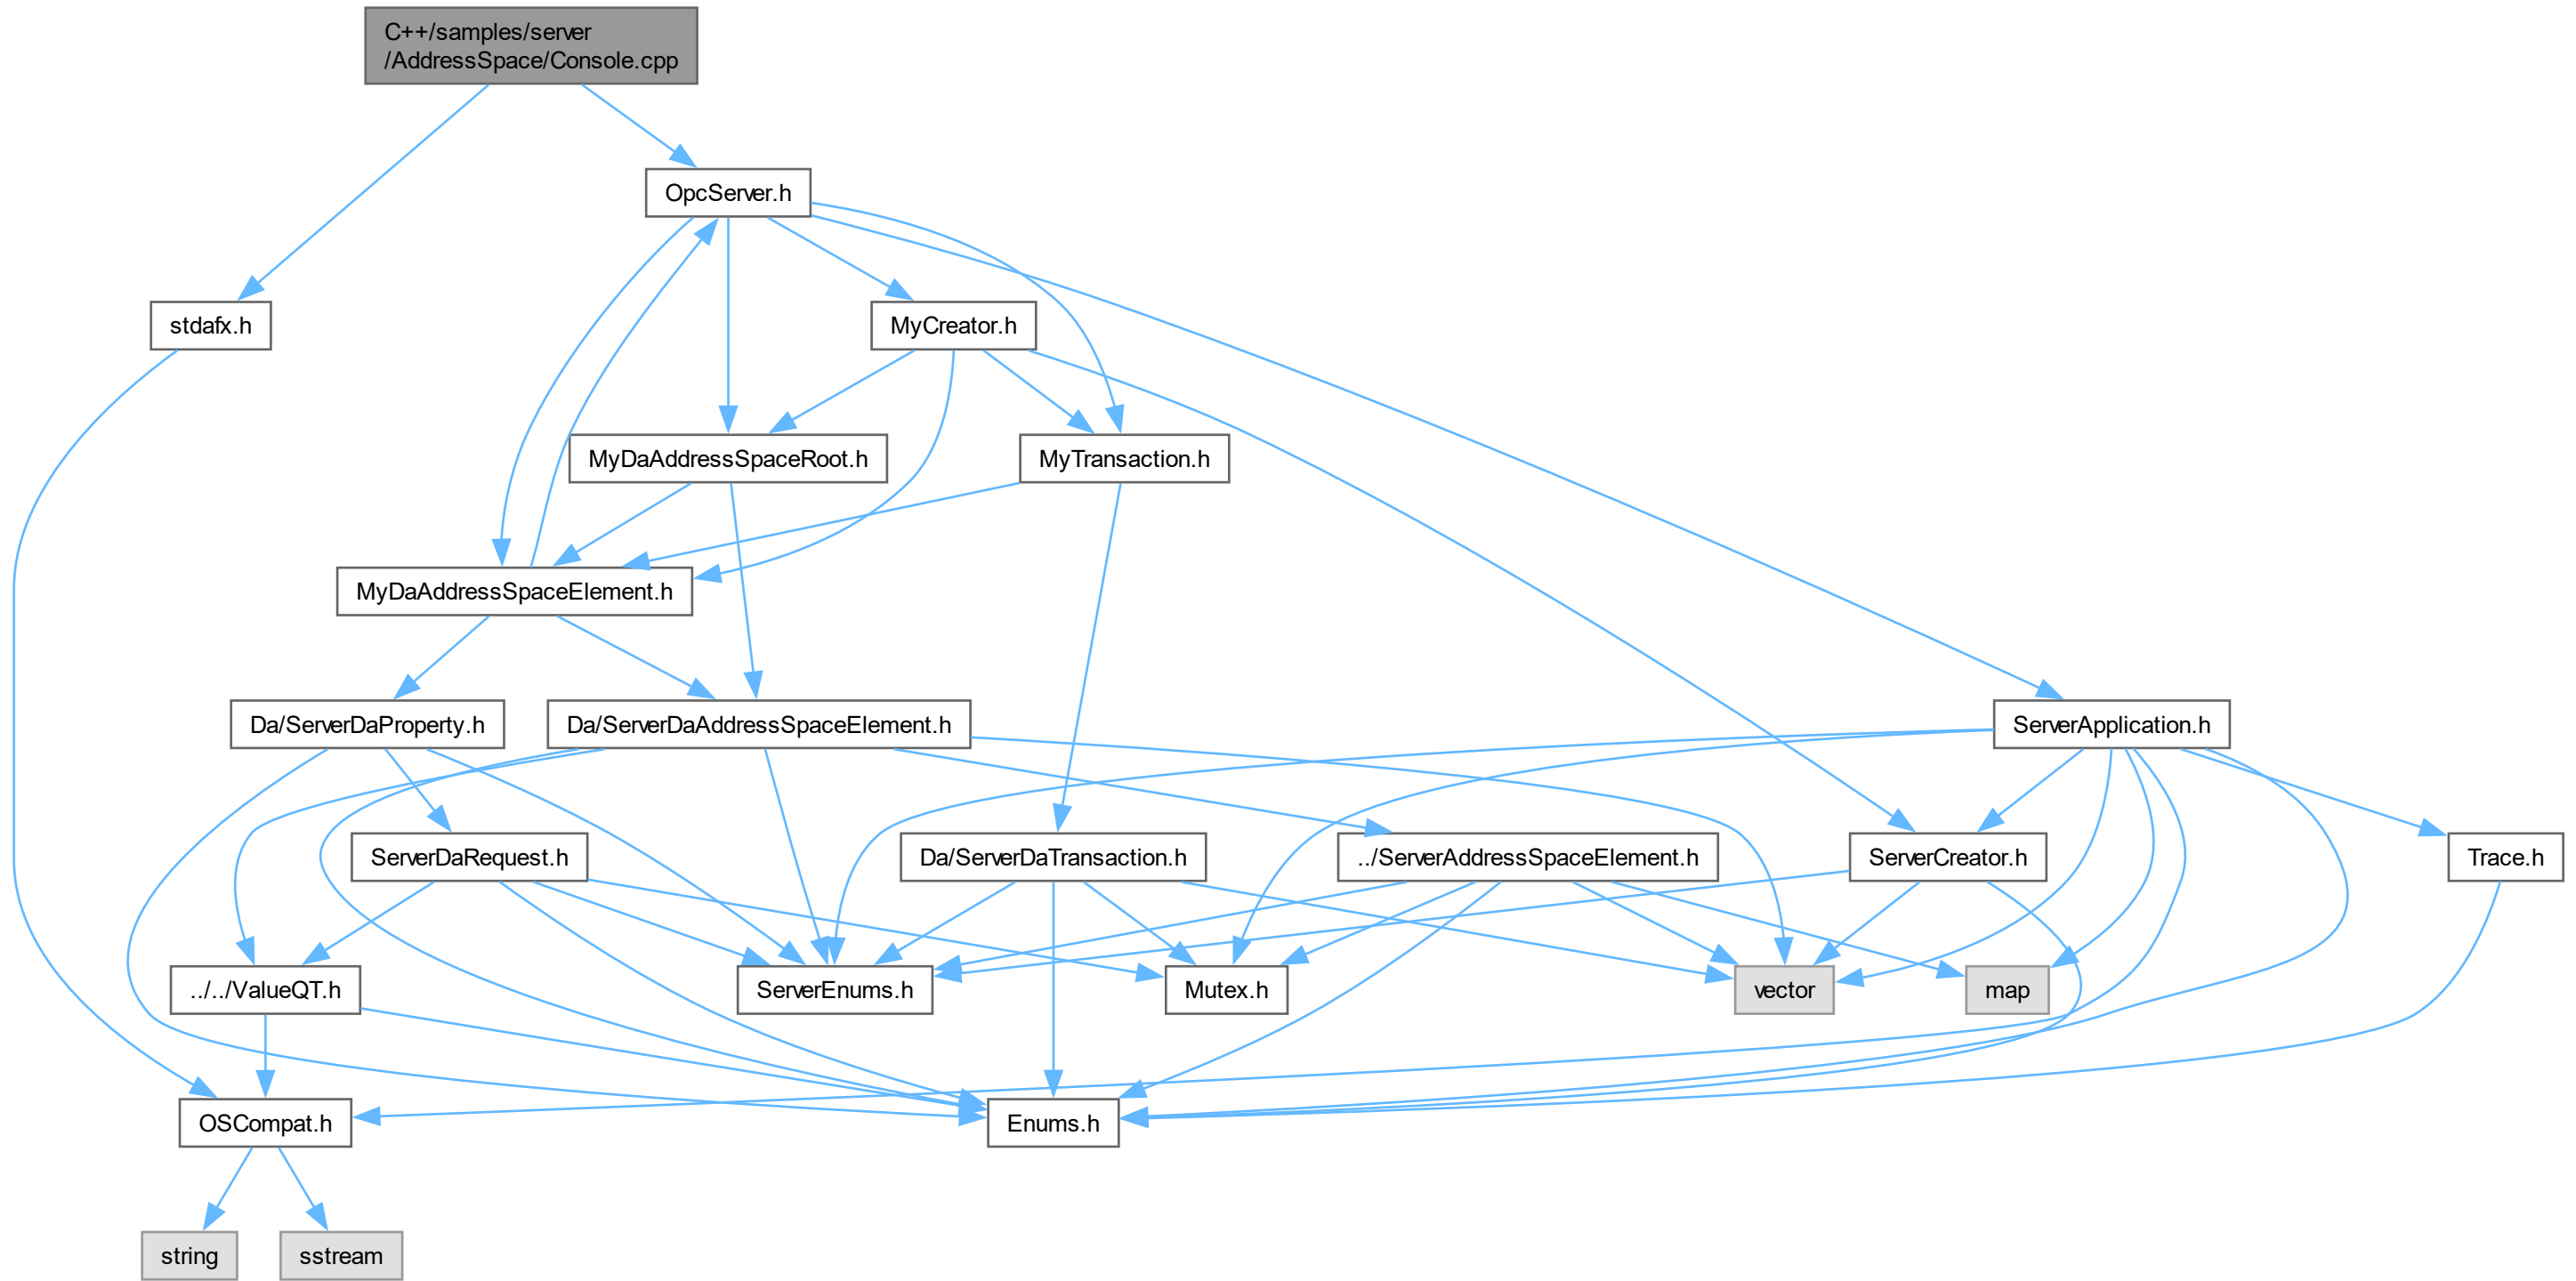 C++/samples/server
/AddressSpace/Console.cpp
OpcServer.h
stdafx.h
MyCreator.h
MyDaAddressSpaceRoot.h
MyTransaction.h
MyDaAddressSpaceElement.h
Da/ServerDaProperty.h
Da/ServerDaAddressSpaceElement.h
ServerApplication.h
ServerDaRequest.h
Da/ServerDaTransaction.h
../ServerAddressSpaceElement.h
ServerCreator.h
Trace.h
../../ValueQT.h
ServerEnums.h
Mutex.h
vector
map
OSCompat.h
Enums.h
string
sstream